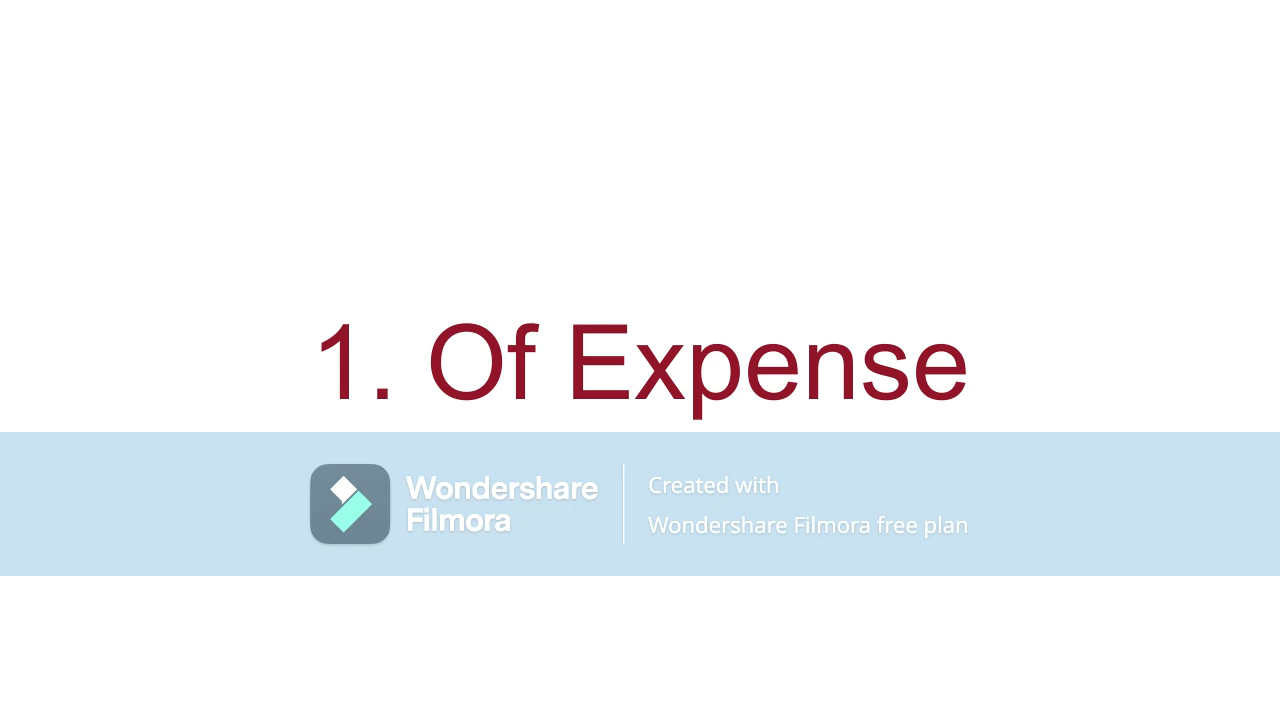 1. Of Expense
Wondershare
Filmora
Created with
Wondershare Filmora free plan